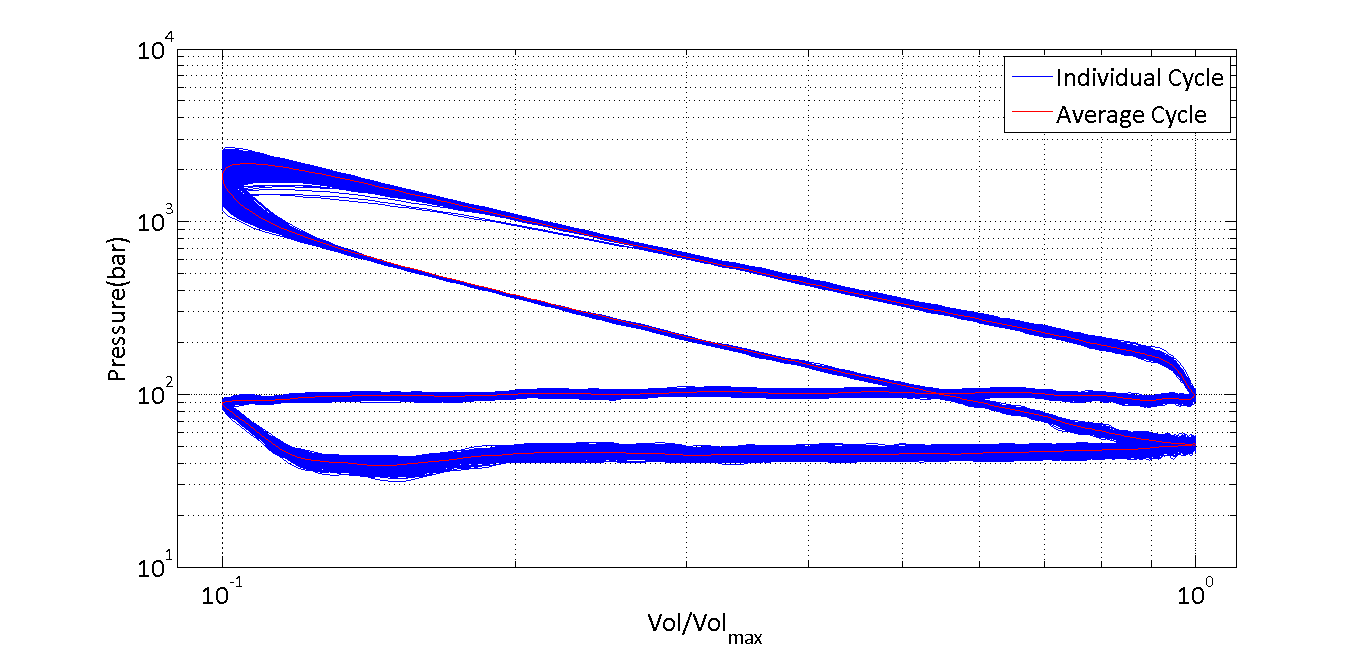 10^4
10^3
10^2
10^1
Pressure(bar)
Individual Cycle
Average Cycle
10^-1
10^0
Vol/Vol_max